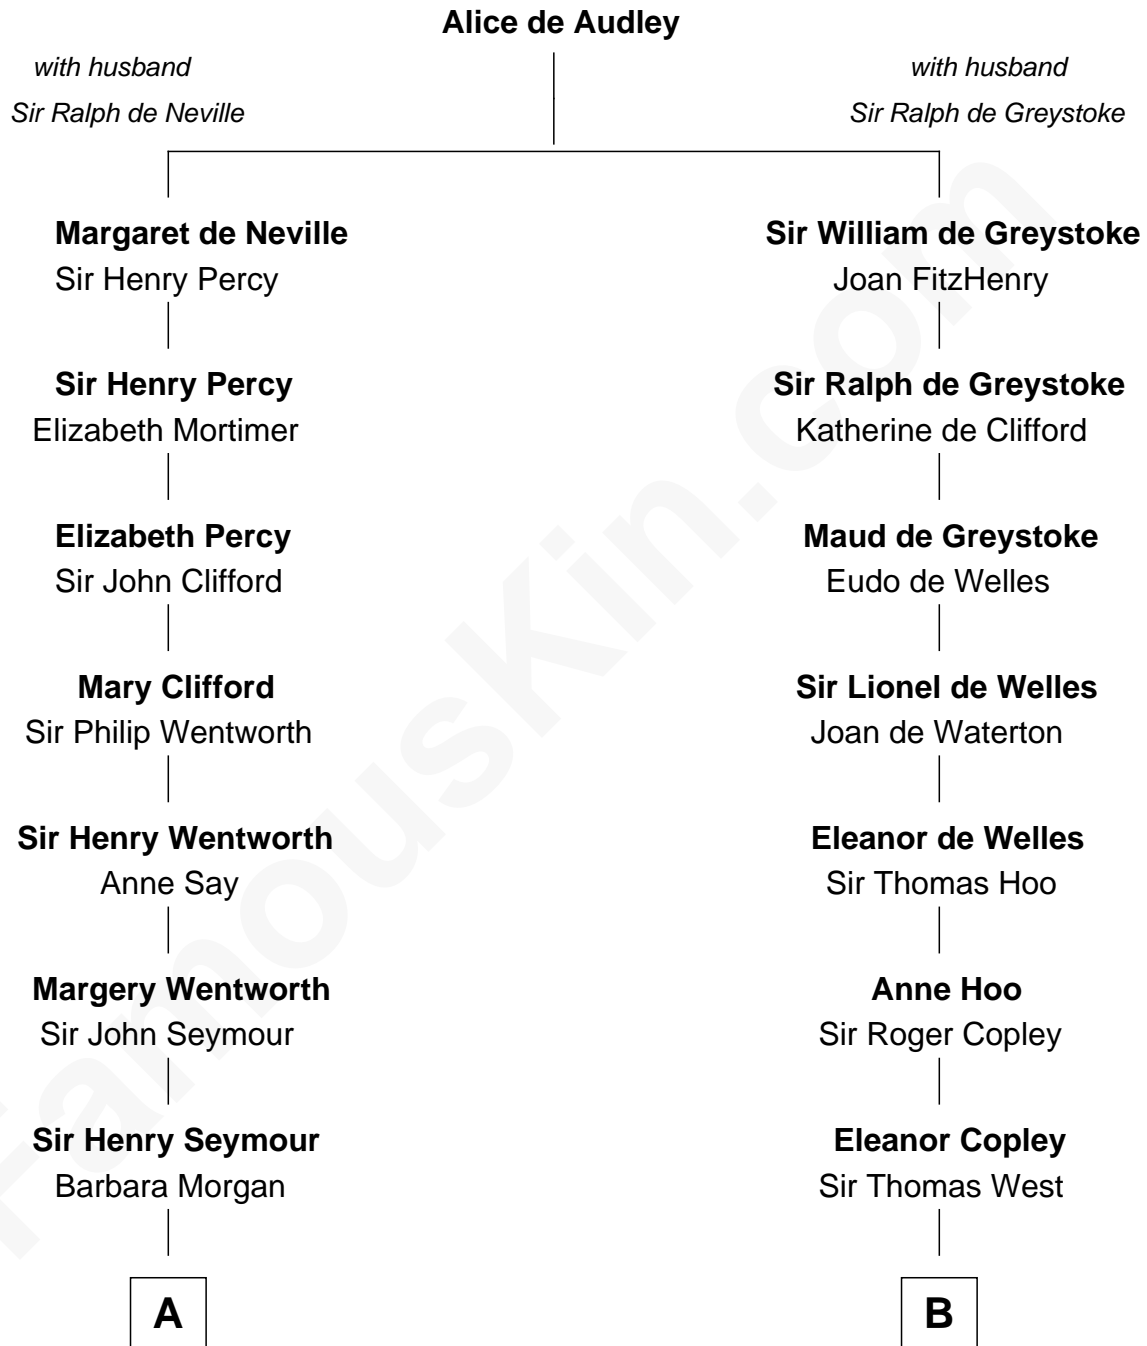 Alice de Audley
with husband
Sir Ralph de Neville
with husband
Sir Ralph de Greystoke
Margaret de Neville
Sir Henry Percy
Sir William de Greystoke
Joan FitzHenry
Sir Henry Percy
Elizabeth Mortimer
Sir Ralph de Greystoke
Katherine de Clifford
Elizabeth Percy
Sir John Clifford
Maud de Greystoke
Eudo de Welles
Mary Clifford
Sir Philip Wentworth
Sir Lionel de Welles
Joan de Waterton
Sir Henry Wentworth
Anne Say
Eleanor de Welles
Sir Thomas Hoo
Margery Wentworth
Sir John Seymour
Anne Hoo
Sir Roger Copley
Sir Henry Seymour
Barbara Morgan
Eleanor Copley
Sir Thomas West
A
B
FamousKin.com